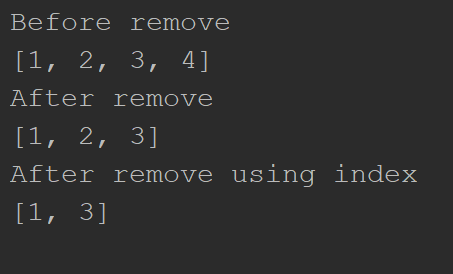 Before remove
[1, 2, 3, 4]
After remove
[1, 2, 3]
After remove using index
[1, 3]